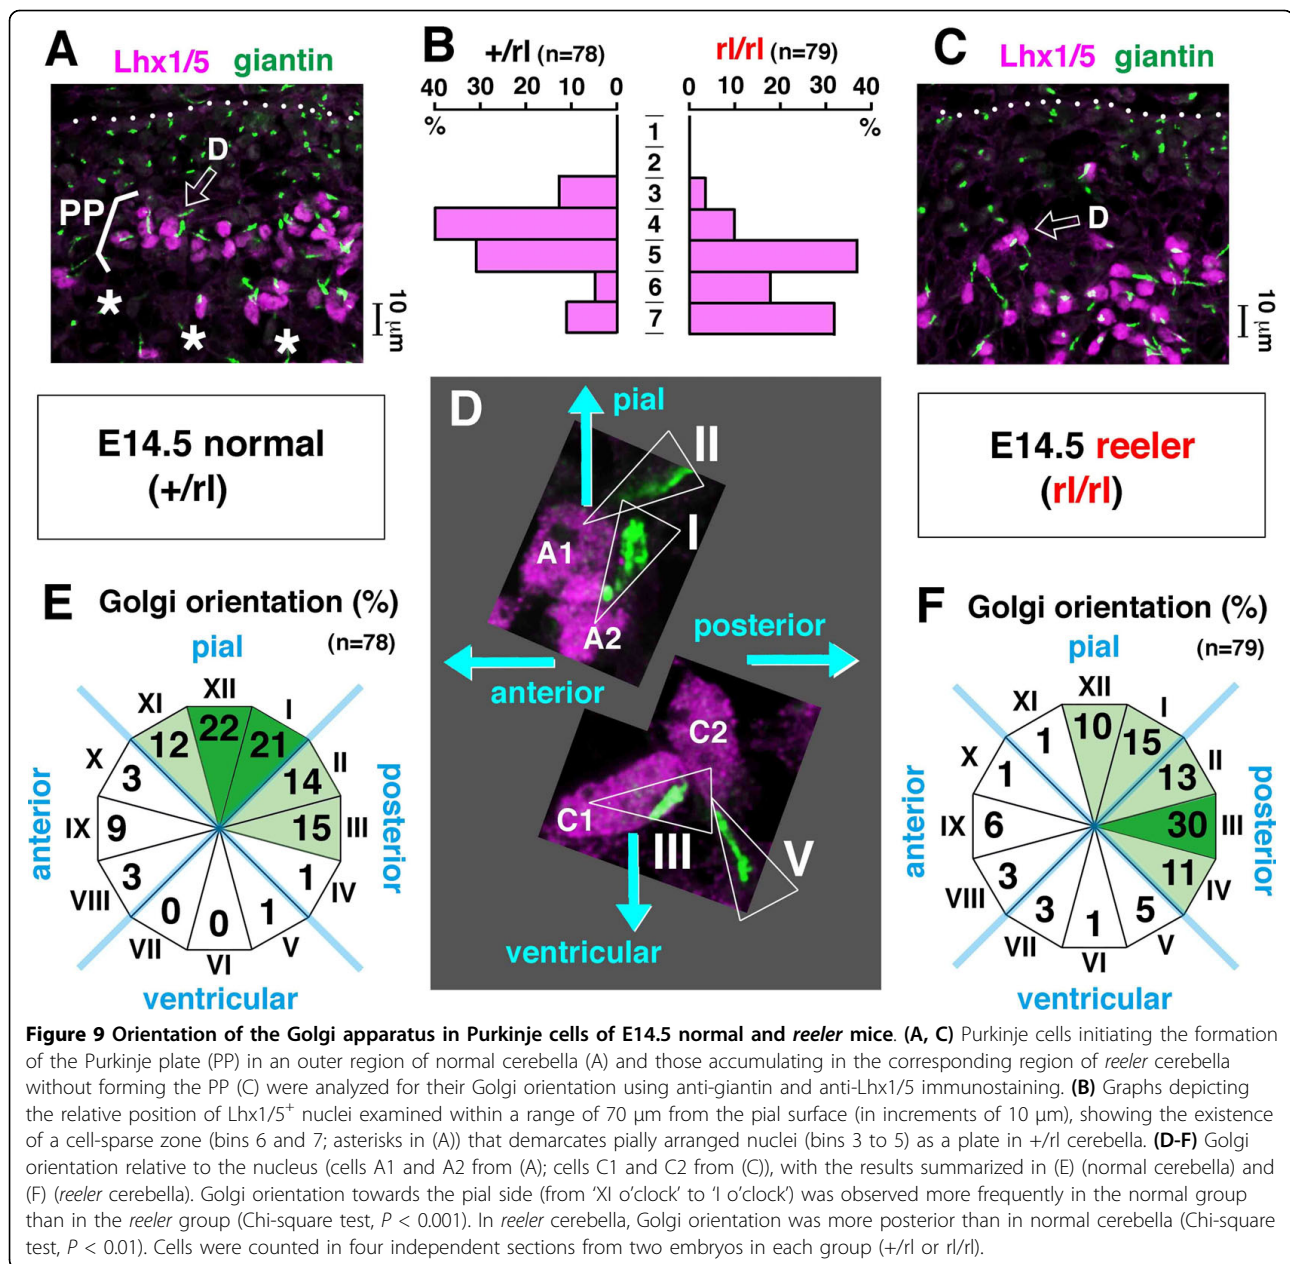 A
Lhx1/5 giantin
D
PP
*
*
*
10 µm
B
+/rl (n=78)
rl/rl (n=79)
40 30 20 10 0
0 10 20 30 40
%
%
1
2
3
4
5
6
7
C
Lhx1/5 giantin
D
10 µm
E14.5 normal
(+/rl)
D
pial
II
I
A1
A2
posterior
anterior
C2
C1
III
V
ventricular
E14.5 reeler
(rl/rl)
E Golgi orientation (%)
(n=78)
pial
XII
XI
I
22
12
21
X
II
3
14
anterior
posterior
IX
9
15
III
3
1
VIII
IV
0
0
1
VII
VI
V
ventricular
F Golgi orientation (%)
(n=79)
pial
XII
XI
I
10
1
15
X
II
1
13
anterior
posterior
IX
6
30
III
3
11
VIII
IV
3
1
5
VII
VI
V
ventricular
Figure 9 Orientation of the Golgi apparatus in Purkinje cells of E14.5 normal and reeler mice. (A, C) Purkinje cells initiating the formation
of the Purkinje plate (PP) in an outer region of normal cerebella (A) and those accumulating in the corresponding region of reeler cerebella
without forming the PP (C) were analyzed for their Golgi orientation using anti-giantin and anti-Lhx1/5 immunostaining. (B) Graphs depicting
the relative position of Lhx1/5⁺ nuclei examined within a range of 70 µm from the pial surface (in increments of 10 µm), showing the existence
of a cell-sparse zone (bins 6 and 7; asterisks in (A)) that demarcates pially arranged nuclei (bins 3 to 5) as a plate in +/rl cerebella. (D-F) Golgi
orientation relative to the nucleus (cells A1 and A2 from (A); cells C1 and C2 from (C)), with the results summarized in (E) (normal cerebella) and
(F) (reeler cerebella). Golgi orientation towards the pial side (from ‘XI o’clock’ to ‘I o’clock’) was observed more frequently in the normal group
than in the reeler group (Chi-square test, P < 0.001). In reeler cerebella, Golgi orientation was more posterior than in normal cerebella (Chi-square
test, P < 0.01). Cells were counted in four independent sections from two embryos in each group (+/rl or rl/rl).